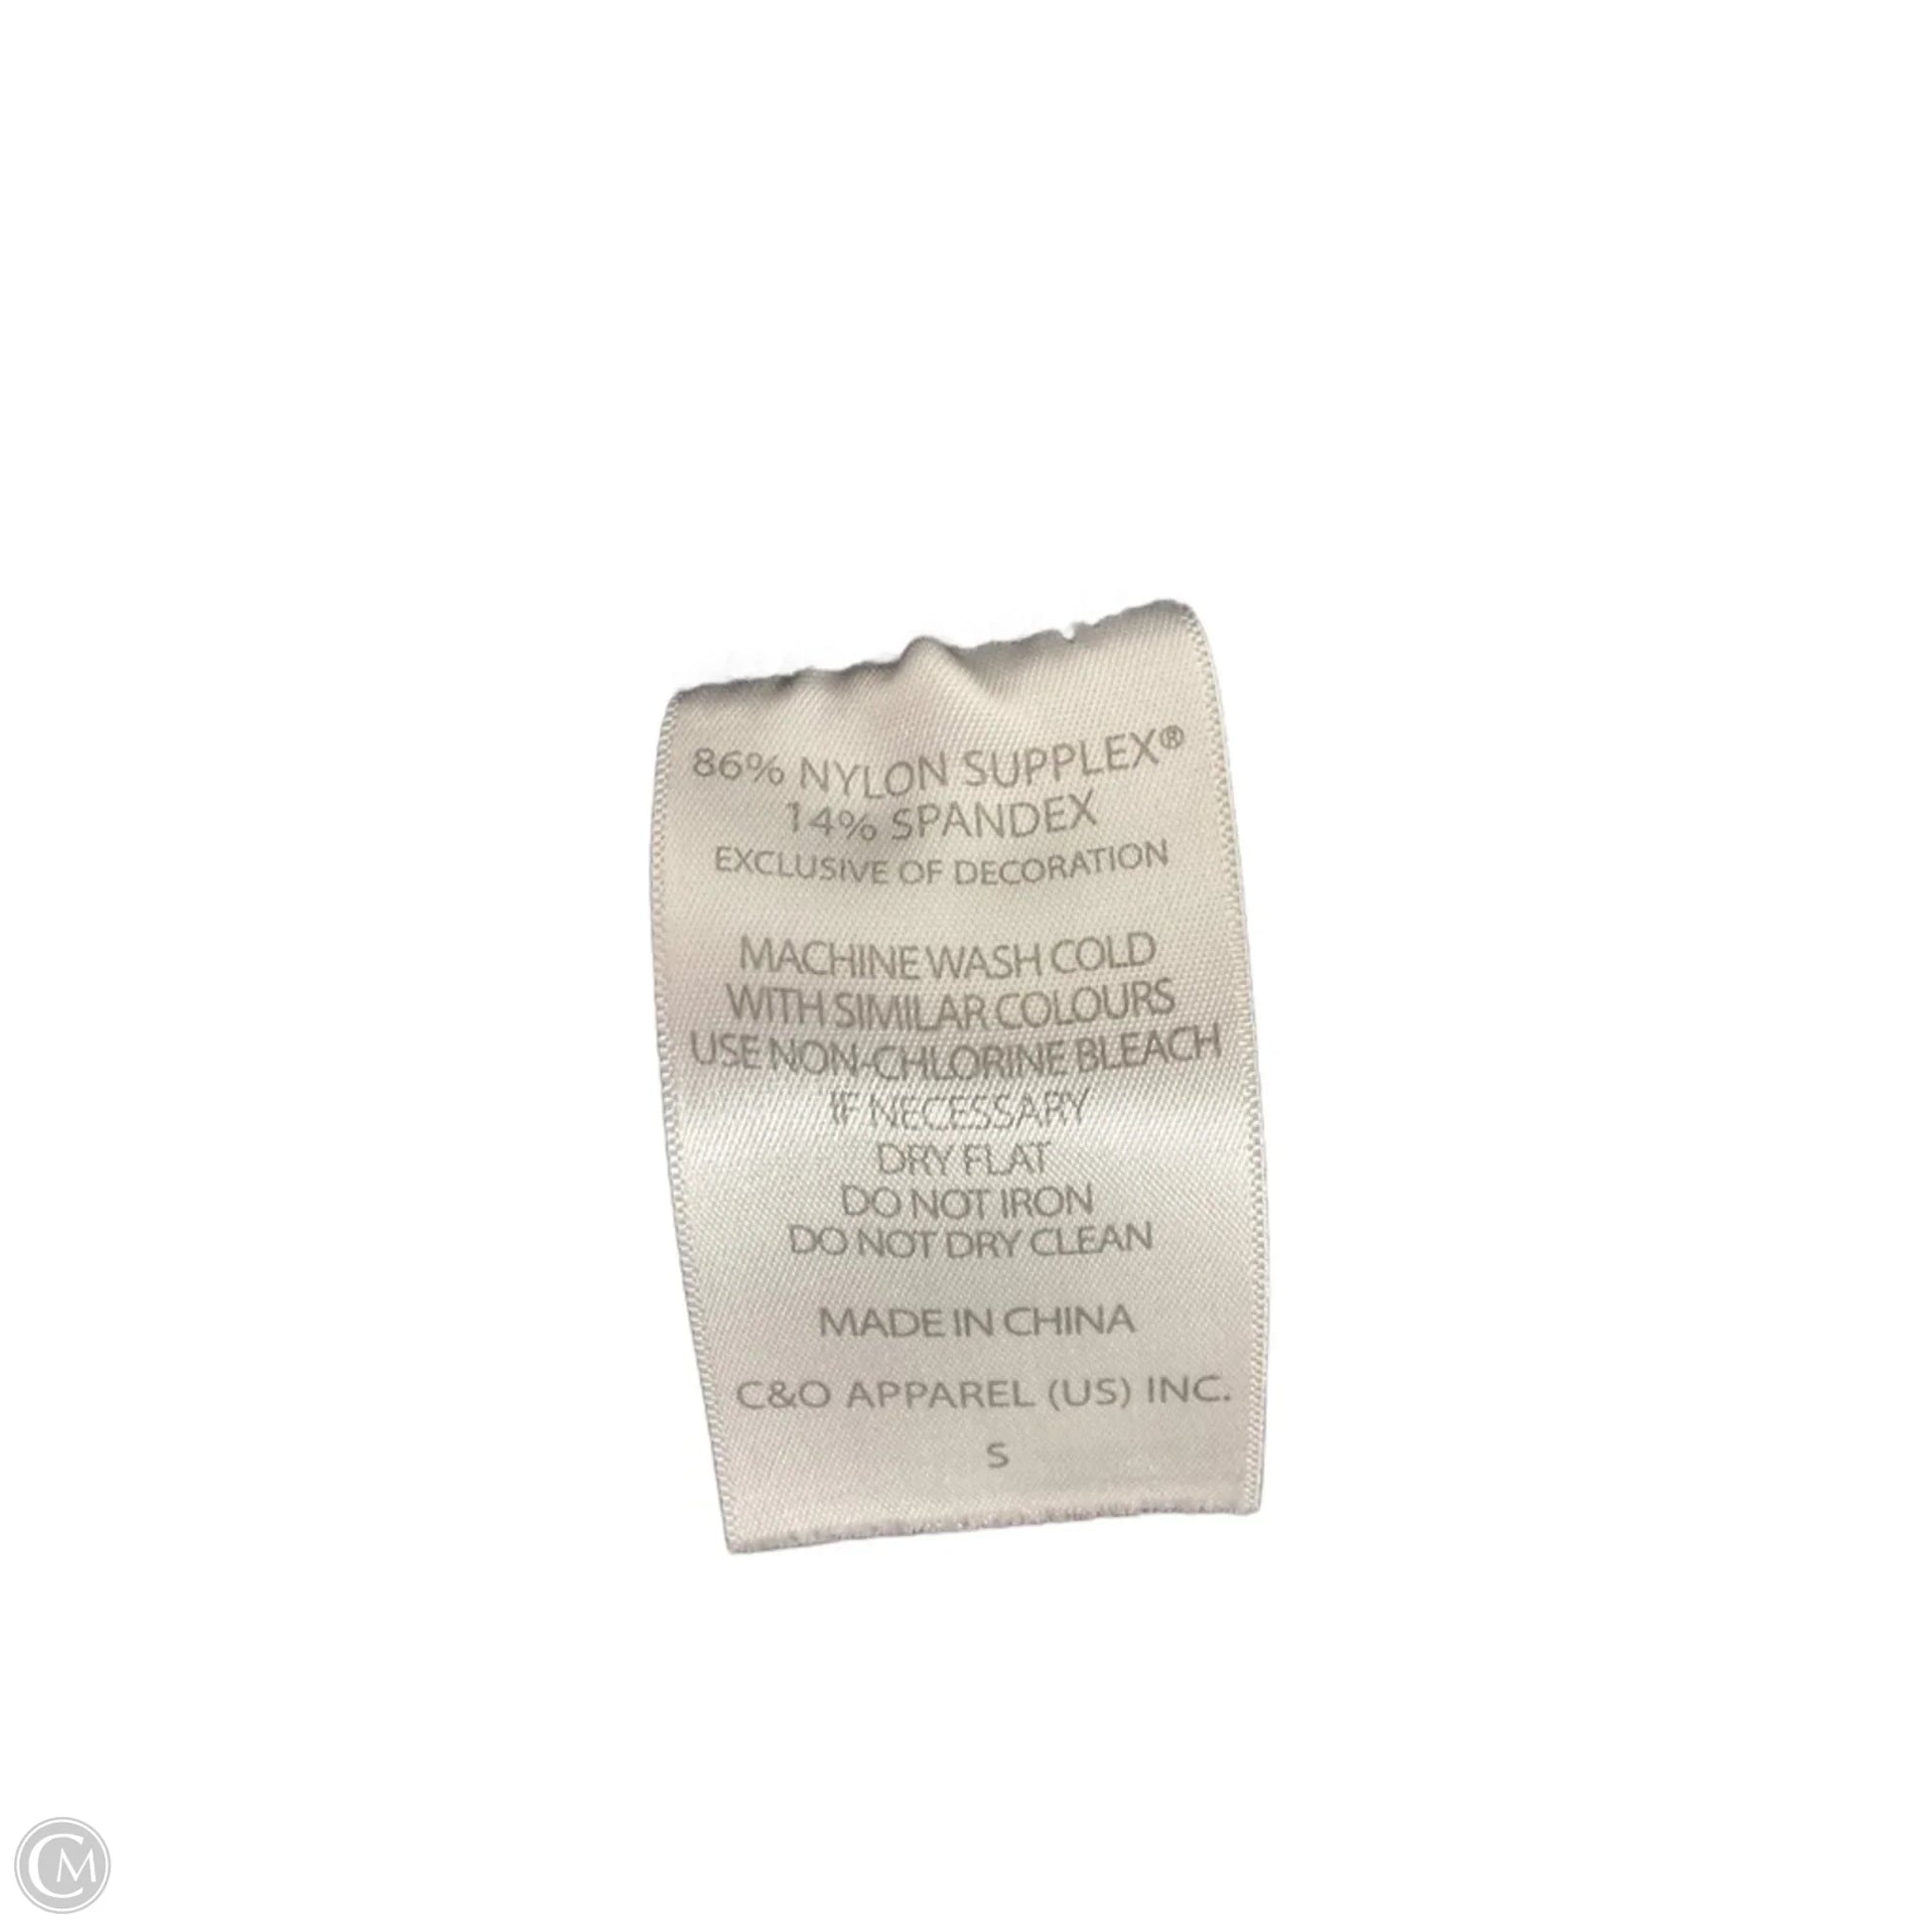 86% NYLON SUPPLEX®
14% SPANDEX
EXCLUSIVE OF DECORATION
MACHINE WASH COLD
WITH SIMILAR COLOURS
USE NON-CHLORINE BLEACH
IF NECESSARY
DRY FLAT
DO NOT IRON
DO NOT DRY CLEAN
MADE IN CHINA
C&O APPAREL (US) INC.
S
CM